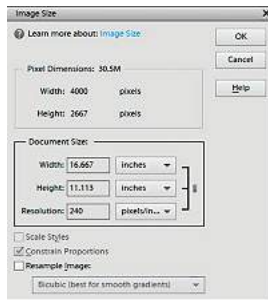 Image Size
Learn more about: Image Size
OK
Cancel
Help
Pixel Dimensions: 30.5M
Width: 4000 pixels
Height: 2667 pixels
Document Size:
Width: 16.667 inches
Height: 11.113 inches
Resolution: 240 pixels/in...
Scale Styles
Constrain Proportions
Resample Image:
Bicubic (best for smooth gradients)